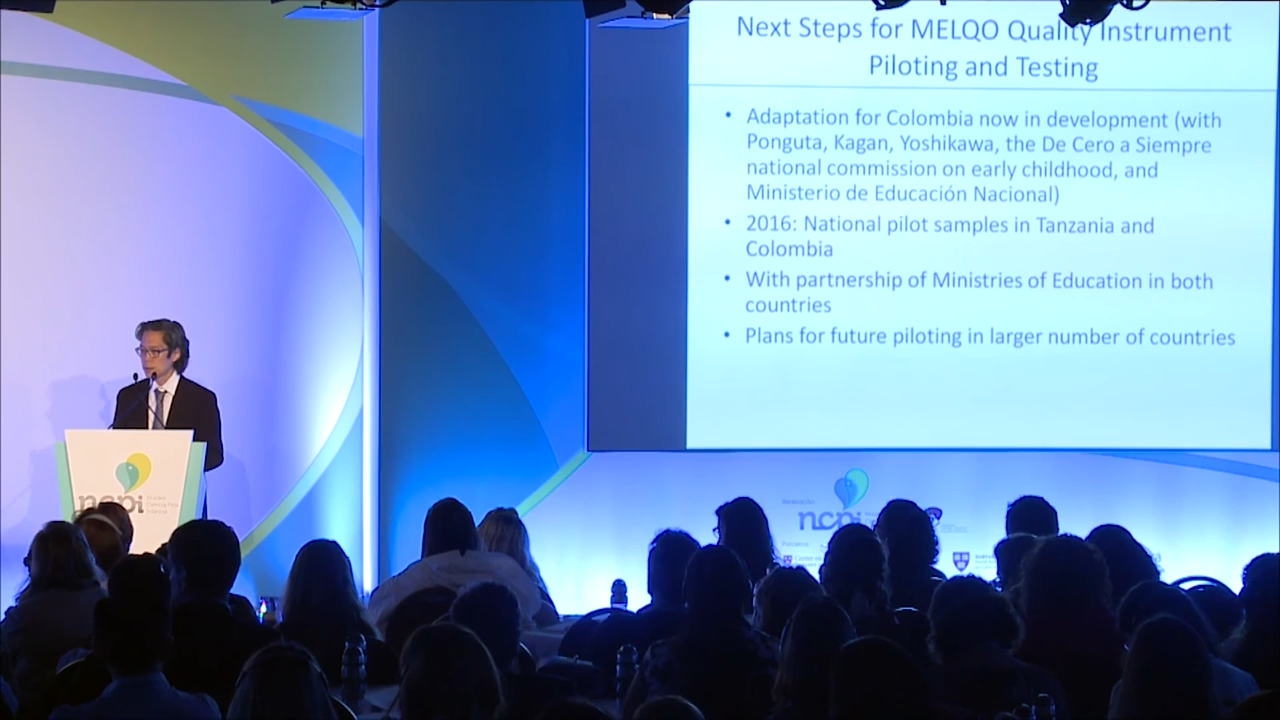 Next Steps for MELQO Quality Instrument
Piloting and Testing
• Adaptation for Colombia now in development (with
Ponguta, Kagan, Yoshikawa, the De Cero a Siempre
national commission on early childhood, and
Ministerio de Educación Nacional)
• 2016: National pilot samples in Tanzania and
Colombia
• With partnership of Ministries of Education in both
countries
• Plans for future piloting in larger number of countries
ncpi
ncpi